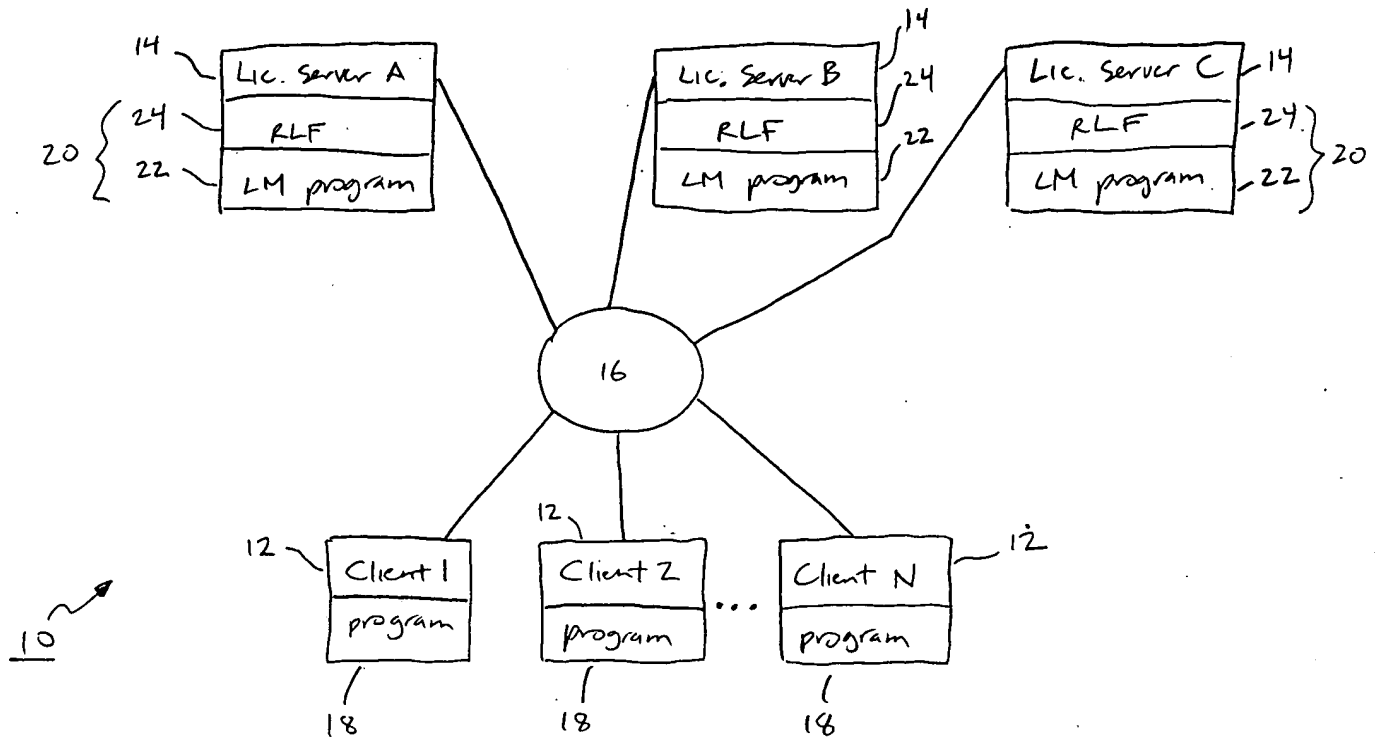 14
Lic. Server A
24
RLF
20
22
LM program
14
Lic. Server B
24
RLF
22
LM program
Lic. Server C
14
RLF
24
20
LM program
22
16
12
Client 1
program
18
12
Client 2
program
18
...
Client N
12
program
18
10